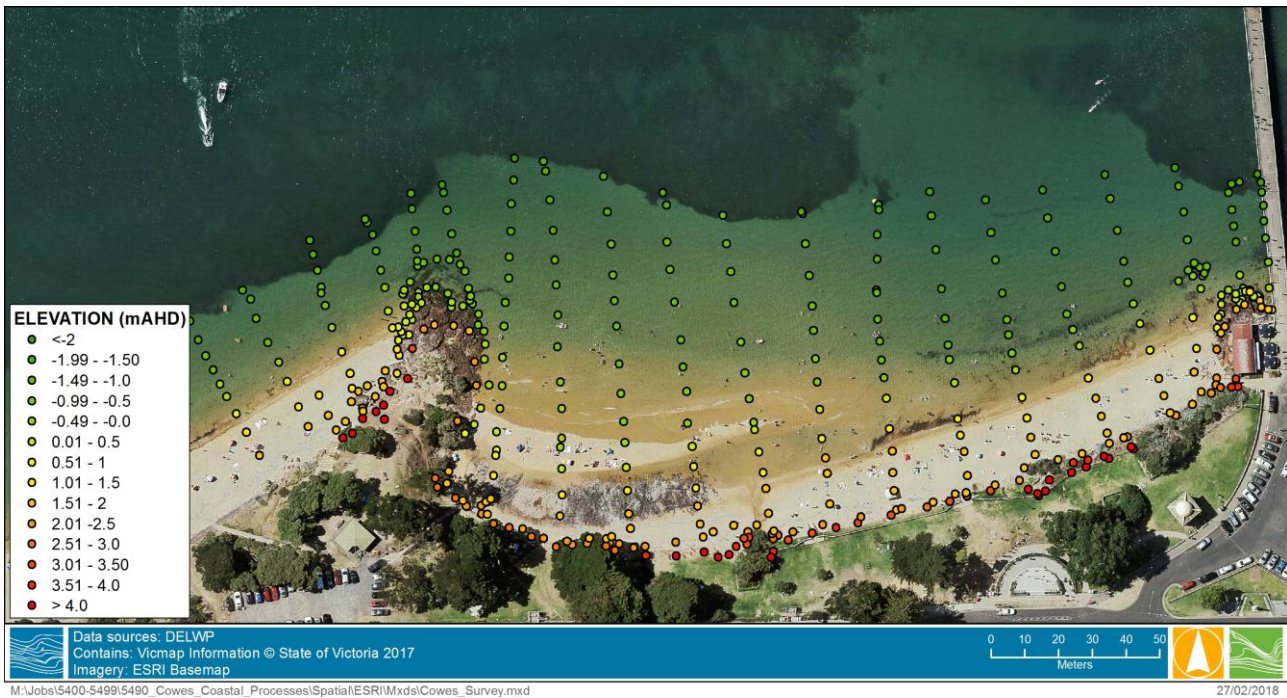 ELEVATION (mAHD)
<-2
-1.99 - -1.50
-1.49 - -1.0
-0.99 - -0.5
-0.49 - -0.0
0.01 - 0.5
0.51 - 1
1.01 - 1.5
1.51 - 2
2.01 - 2.5
2.51 - 3.0
3.01 - 3.50
3.51 - 4.0
> 4.0
Data sources: DELWP
Contains: Vicmap Information © State of Victoria 2017
Imagery: ESRI Basemap
0 10 20 30 40 50
Meters
M:\Jobs\5400-5499\5490_Cowes_Coastal_Processes\Spatial\ESRI\Mxds\Cowes_Survey.mxd
27/02/2018